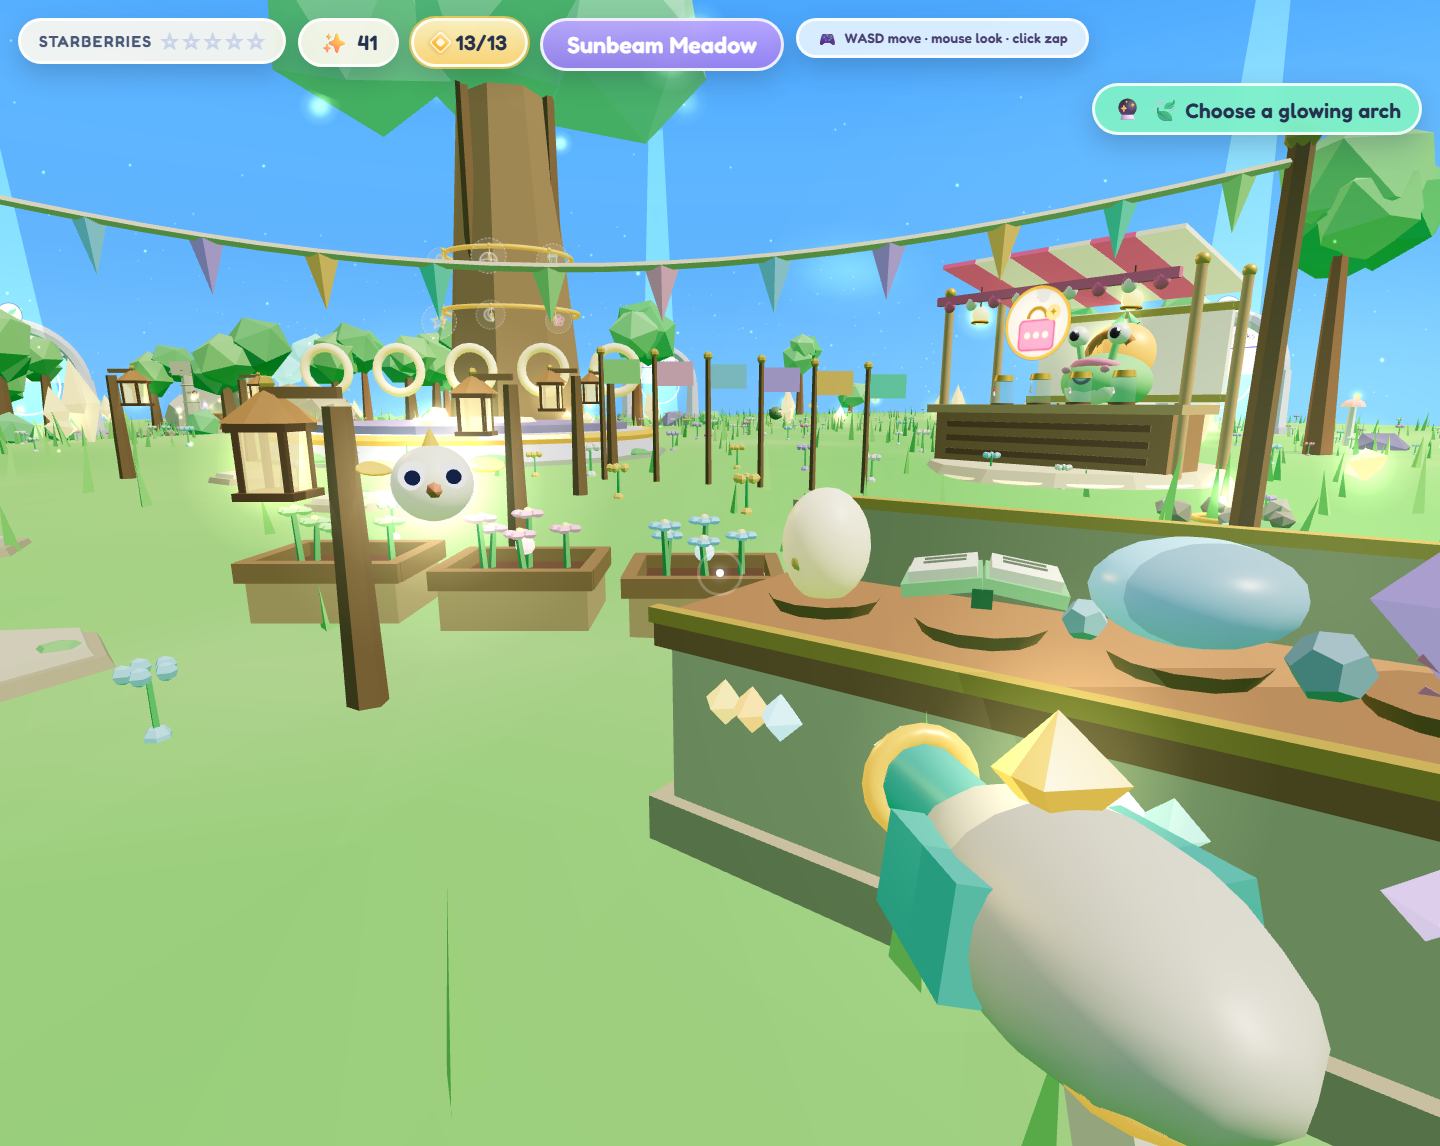 STARBERRIES
41
13/13
Sunbeam Meadow
WASD move · mouse look · click zap
Choose a glowing arch